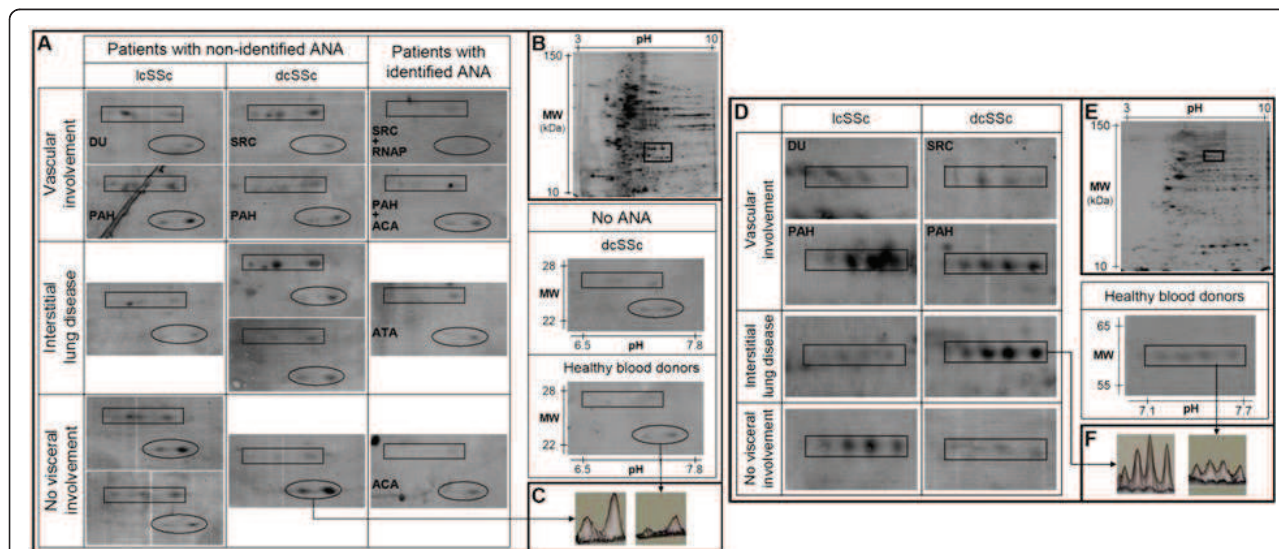 A
Patients with non-identified ANA
Patients with identified ANA
lcSSc
dcSSc
Vascular involvement
DU
SRC
SRC + RNAP
PAH
PAH
PAH + ACA
Interstitial lung disease
ATA
No visceral involvement
ACA
B
3
pH
10
150
MW
(kDa)
10
No ANA
dcSSc
28
MW
22
6.5
pH
7.8
Healthy blood donors
28
MW
22
6.5
pH
7.8
C
D
lcSSc
dcSSc
Vascular involvement
DU
SRC
PAH
PAH
Interstitial lung disease
No visceral involvement
E
3
pH
10
150
MW
(kDa)
10
Healthy blood donors
65
MW
55
7.1
pH
7.7
F